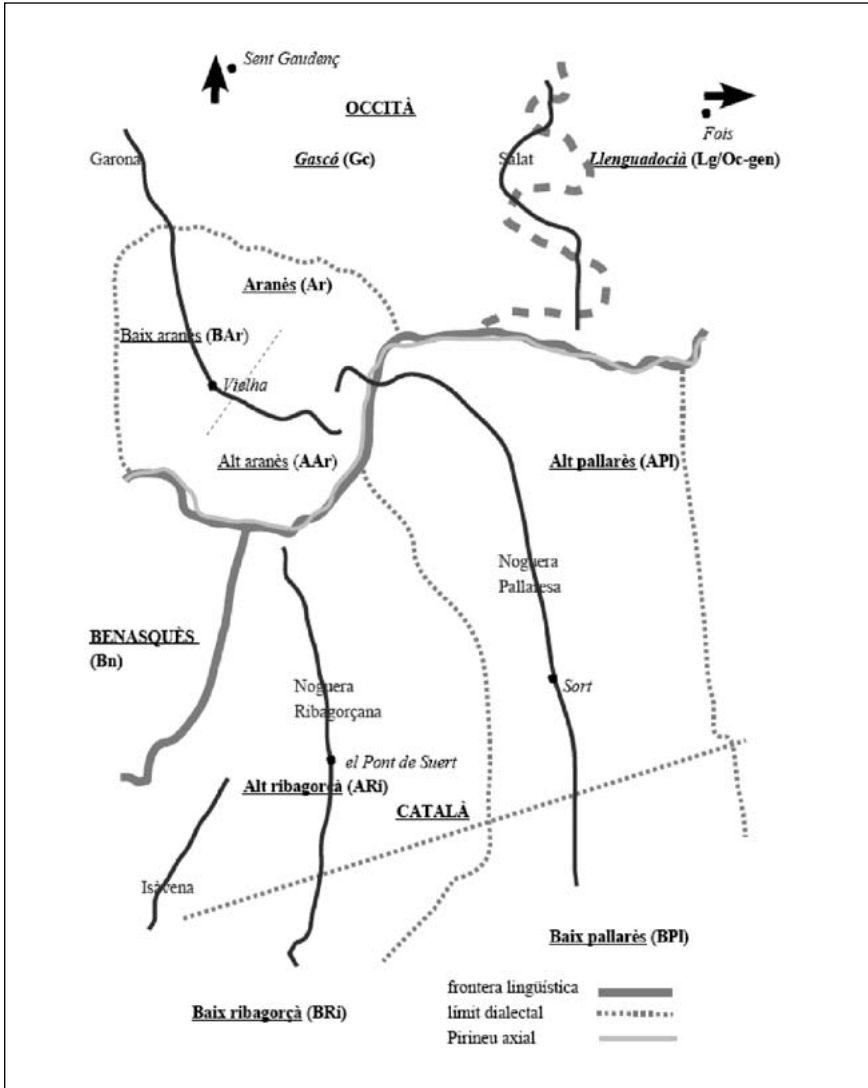 Sent Gaudenç
OCCITÀ
Fois
Garona
Gascó (Gc)
Salat
Llenguadocià (Lg/Oc-gen)
Aranès (Ar)
Baix aranès (BAr)
Vielha
Alt aranès (AAr)
Alt pallarès (APl)
Noguera
Pallaresa
BENASQUÈS
(Bn)
Noguera
Ribagorçana
Sort
el Pont de Suert
Alt ribagorçà (ARi)
CATALÀ
Isàvena
Baix pallarès (BPl)
Baix ribagorçà (BRi)
frontera lingüística
límit dialectal
Pirineu axial